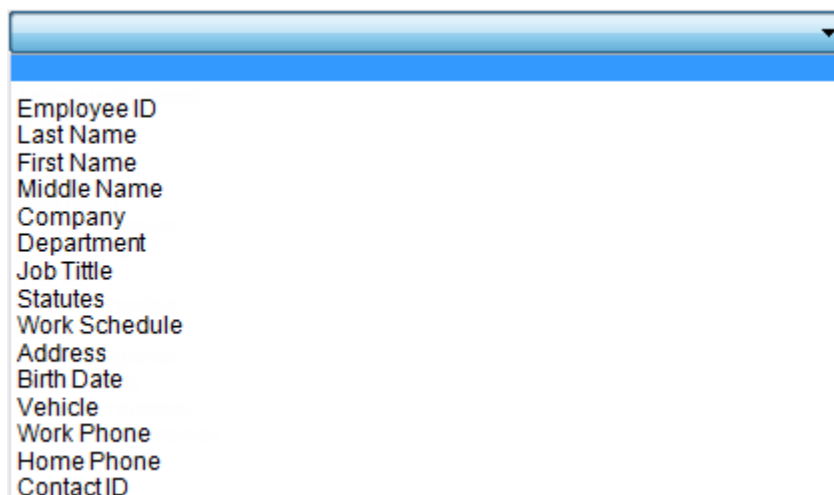 Employee ID
Last Name
First Name
Middle Name
Company
Department
Job Tittle
Statutes
Work Schedule
Address
Birth Date
Vehicle
Work Phone
Home Phone
Contact ID